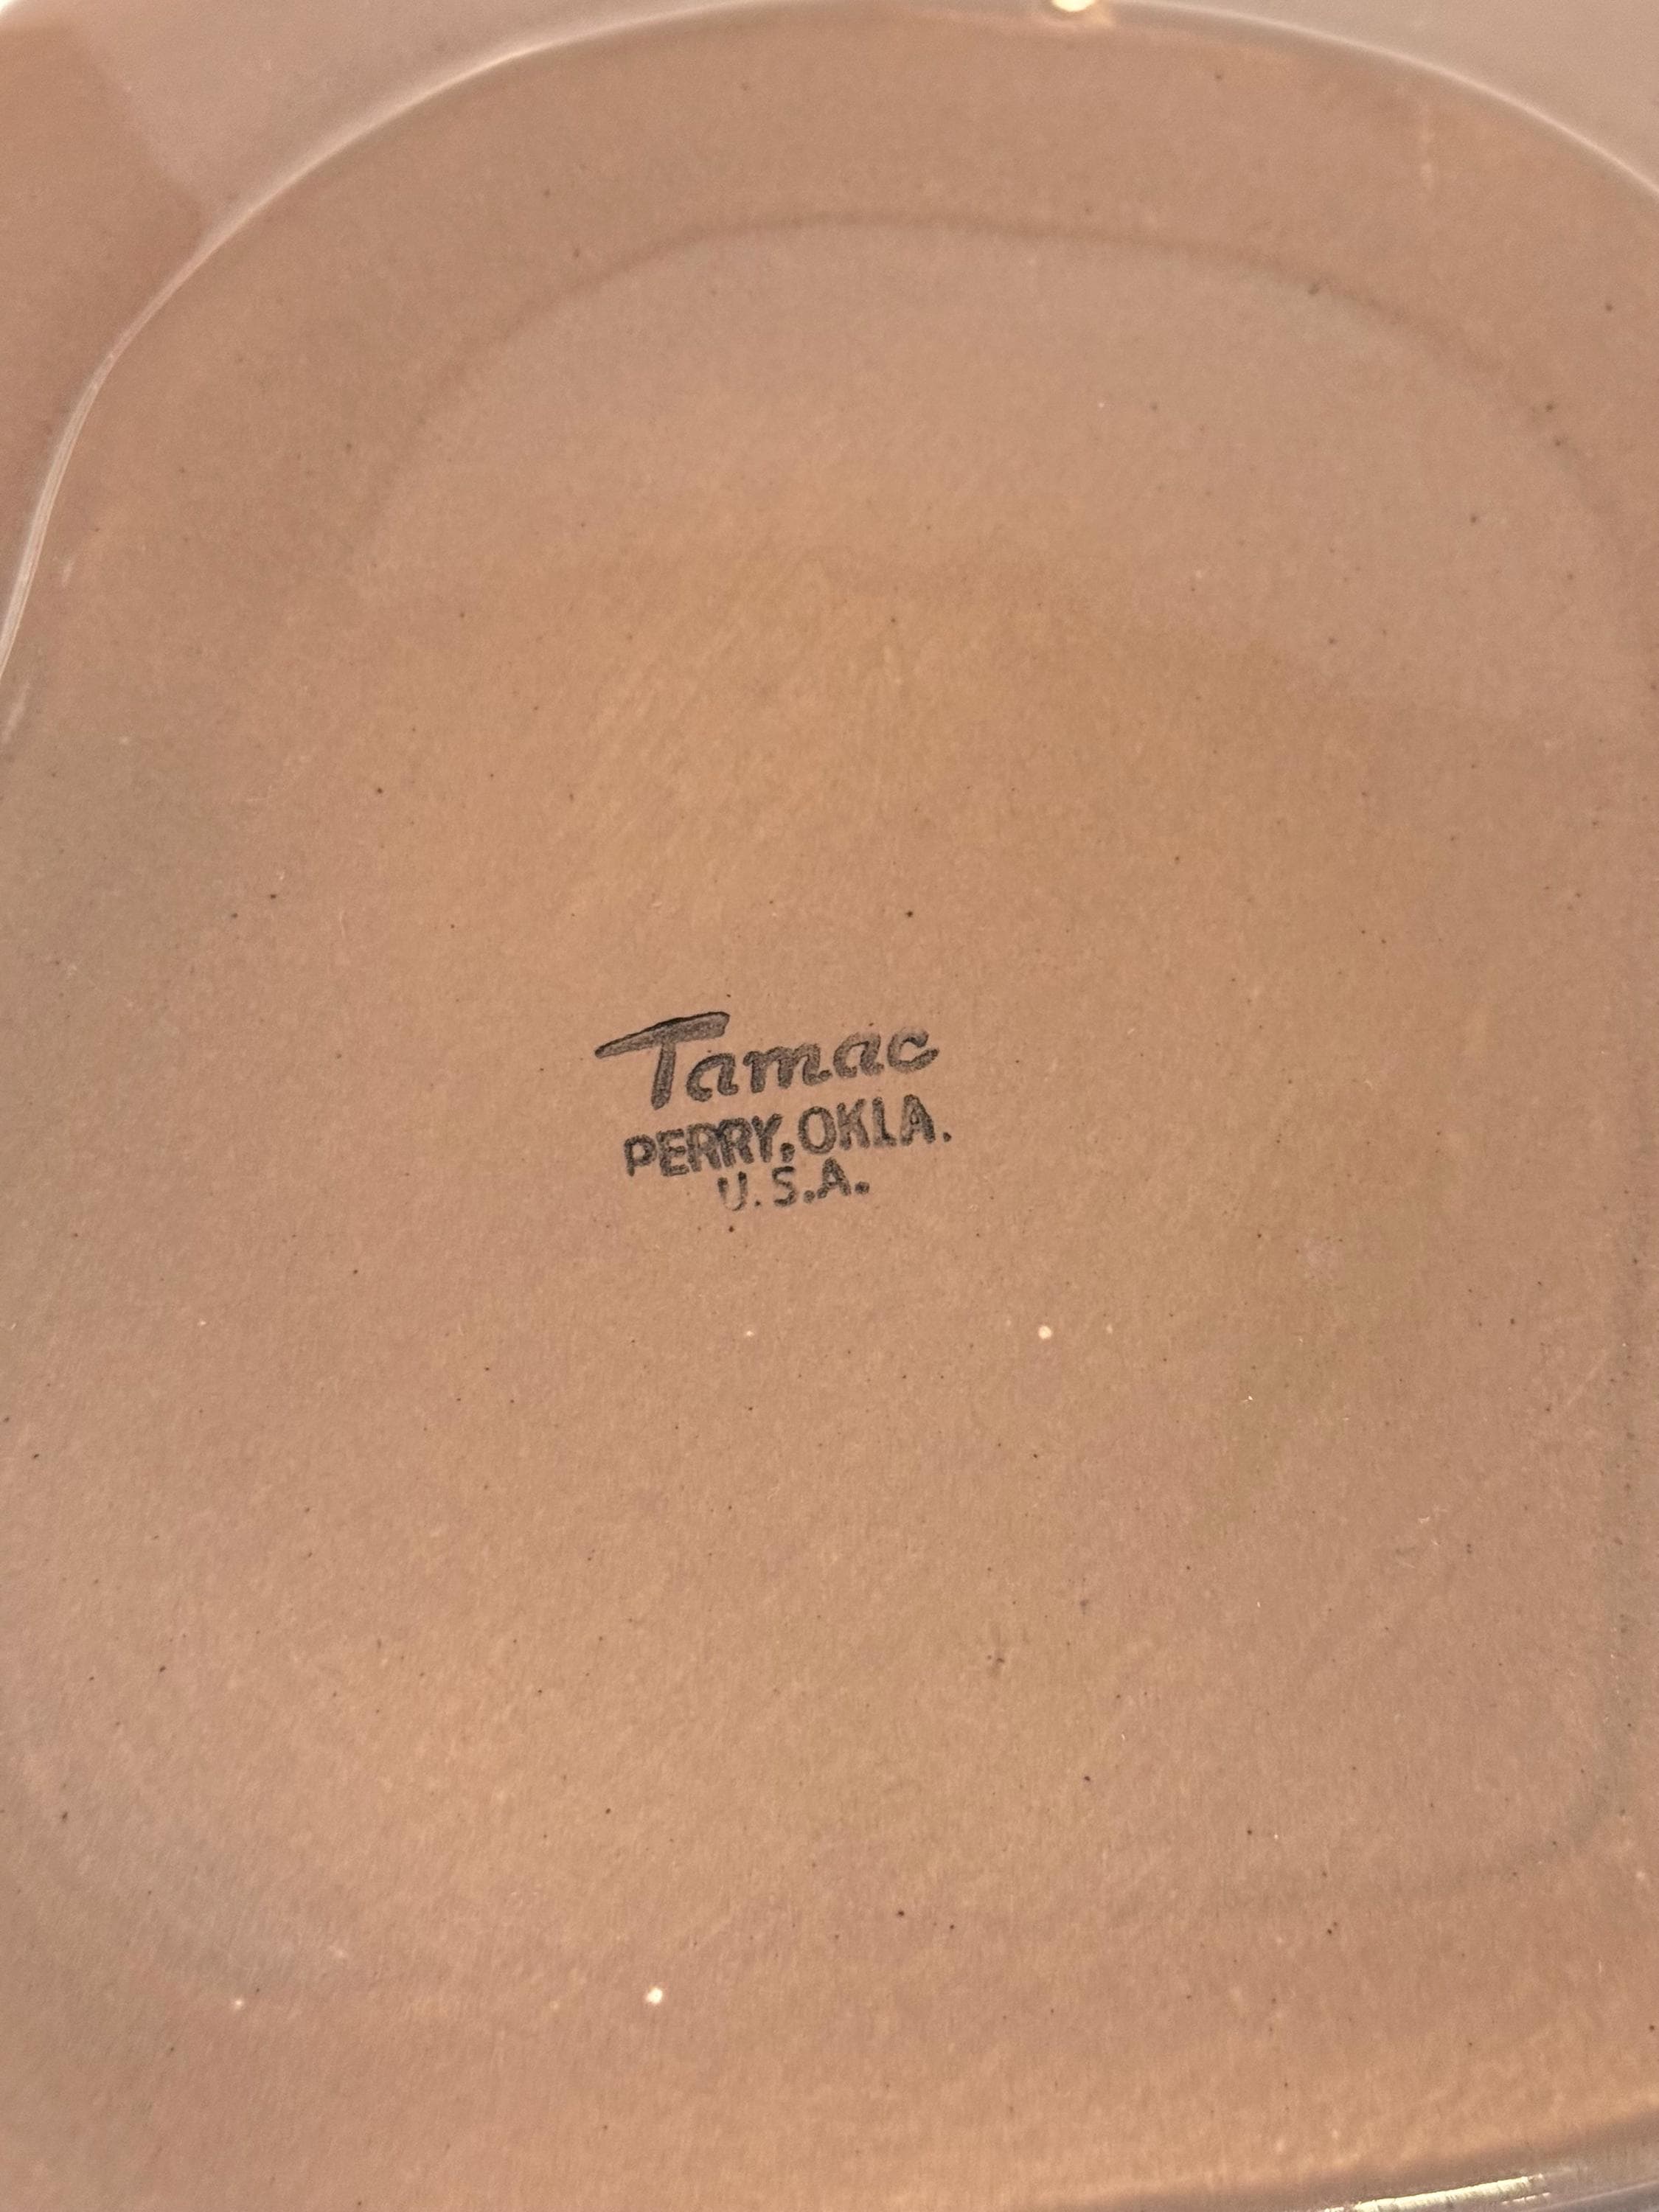 Tamac
PERRY, OKLA.
U.S.A.